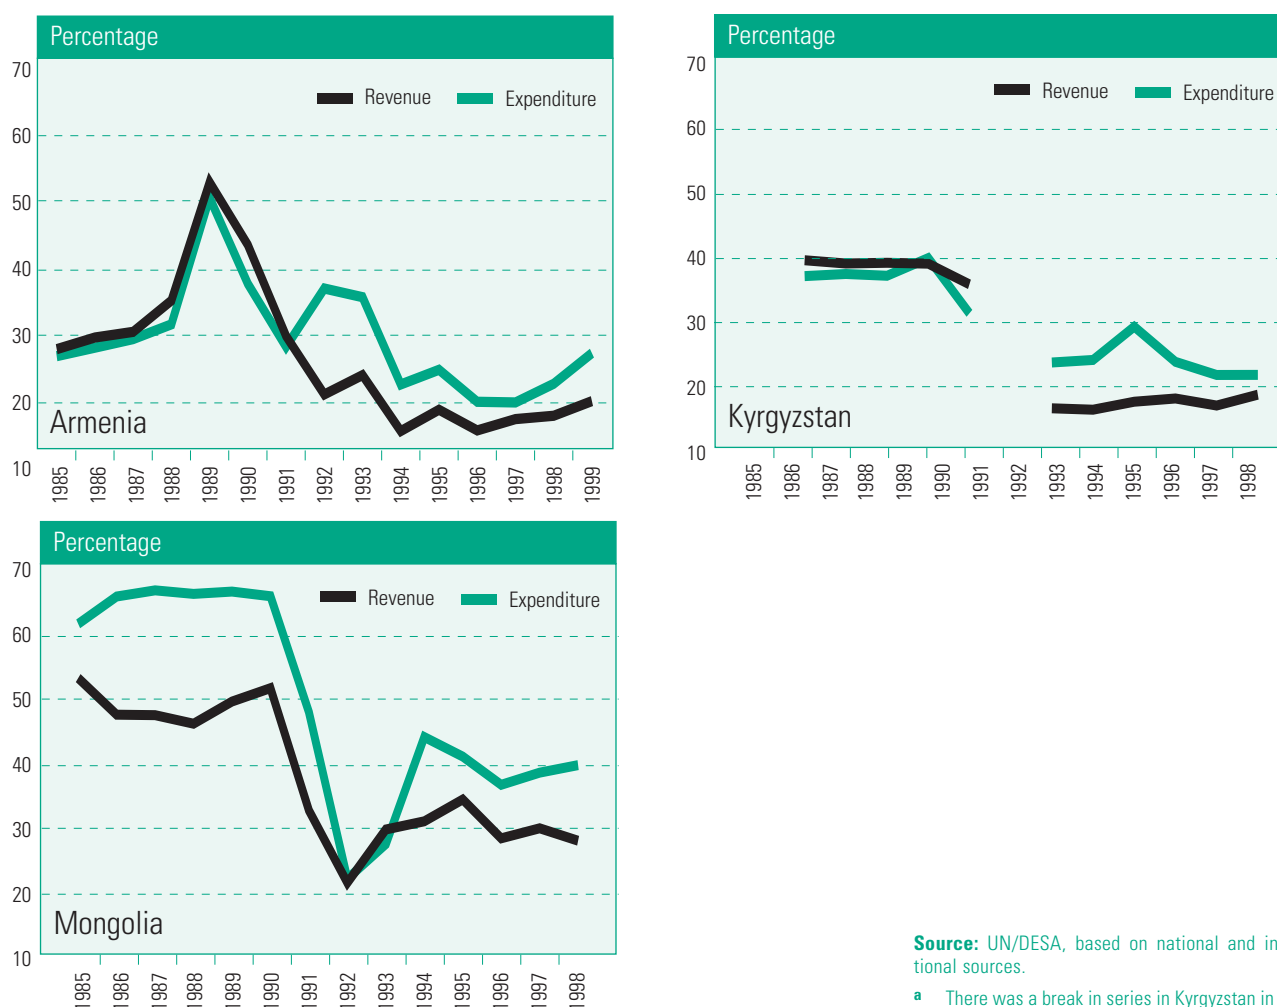 Percentage
70
Revenue Expenditure
60
50
40
30
20
Armenia
10
1985 1986 1987 1988 1989 1990 1991 1992 1993 1994 1995 1996 1997 1998 1999
Percentage
70
Revenue Expenditure
60
50
40
30
20
Kyrgyzstan
10
1985 1986 1987 1988 1989 1990 1991 1992 1993 1994 1995 1996 1997 1998
Percentage
70
Revenue Expenditure
60
50
40
30
20
Mongolia
10
1985 1986 1987 1988 1989 1990 1991 1992 1993 1994 1995 1996 1997 1998
Source: UN/DESA, based on national and in
tional sources.
a There was a break in series in Kyrgyzstan in